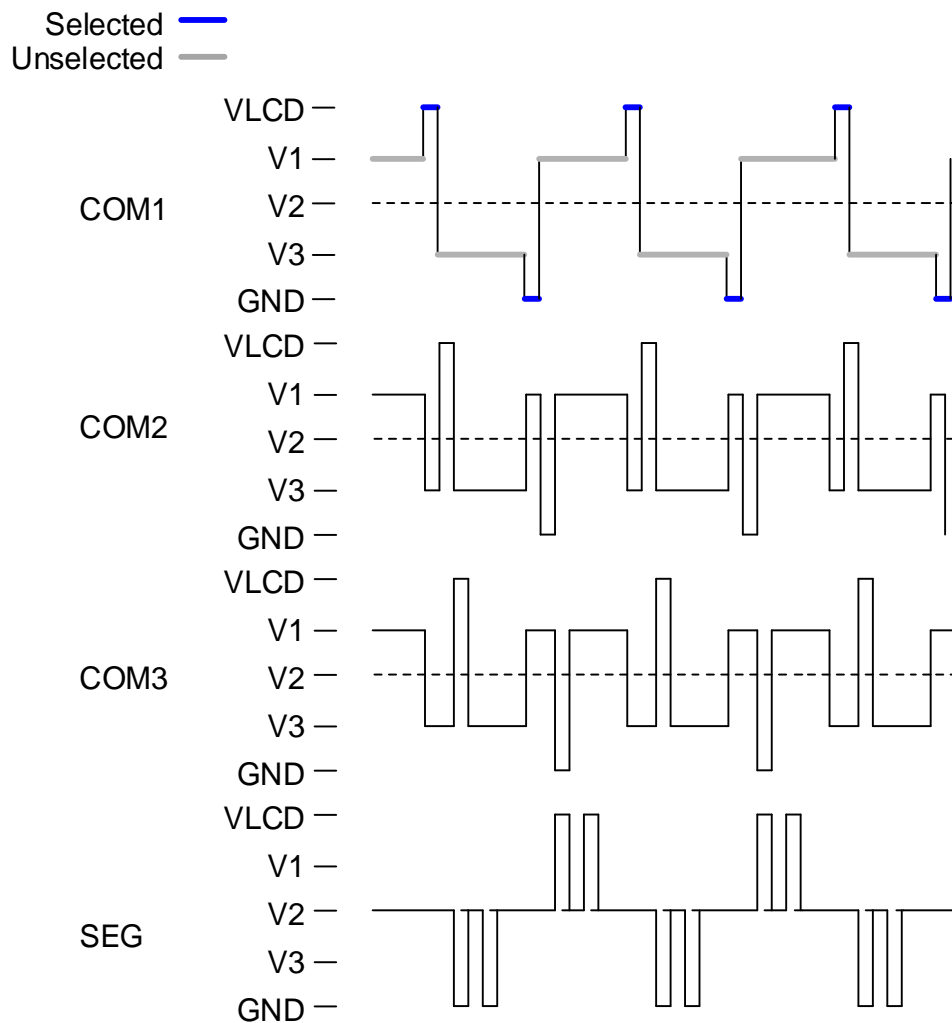 Selected
Unselected
VLCD
V1
COM1
V2
V3
GND
VLCD
V1
COM2
V2
V3
GND
VLCD
V1
COM3
V2
V3
GND
VLCD
V1
V2
SEG
V3
GND